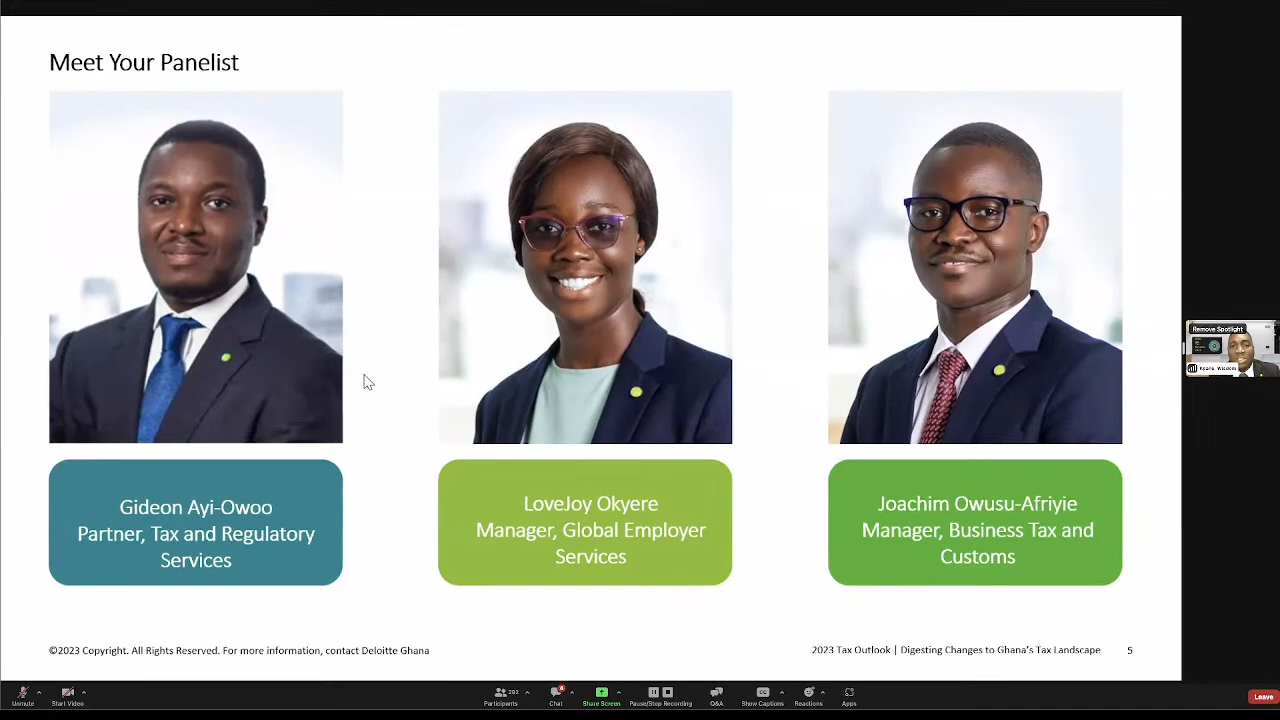 Meet Your Panelist
Gideon Ayi-Owoo
Partner, Tax and Regulatory
Services
LoveJoy Okyere
Manager, Global Employer
Services
Joachim Owusu-Afriyie
Manager, Business Tax and
Customs
©2023 Copyright. All Rights Reserved. For more information, contact Deloitte Ghana
2023 Tax Outlook | Digesting Changes to Ghana's Tax Landscape 5
Remove Spotlight
Kpano, Wisdom
Unmute
Start Video
Participants
292
Chat
Share Screen
Pause/Stop Recording
Q&A
Show Captions
Reactions
Apps
Leave